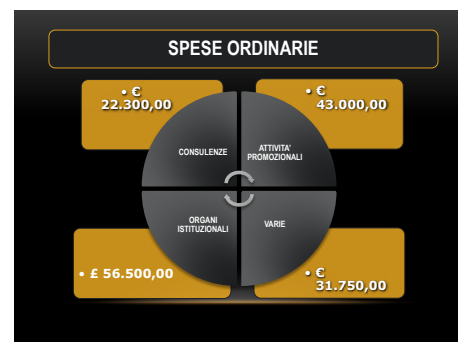 SPESE ORDINARIE
• €
22.300,00
• €
43.000,00
CONSULENZE
ATTIVITA'
PROMOZIONALI
ORGANI
ISTITUZIONALI
VARIE
• £ 56.500,00
• €
31.750,00